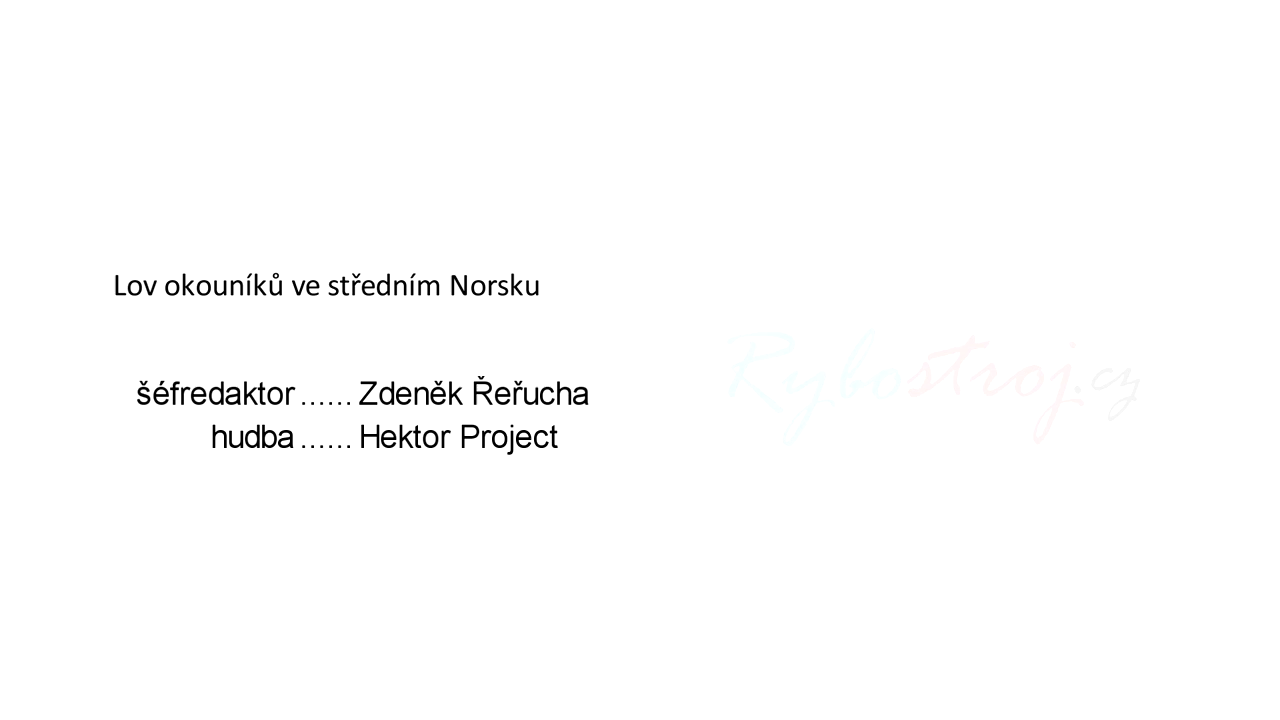 Lov okouníků ve středním Norsku
šéfredaktor ...... Zdeněk Řeřucha
hudba ...... Hektor Project
Rybostroj.cz